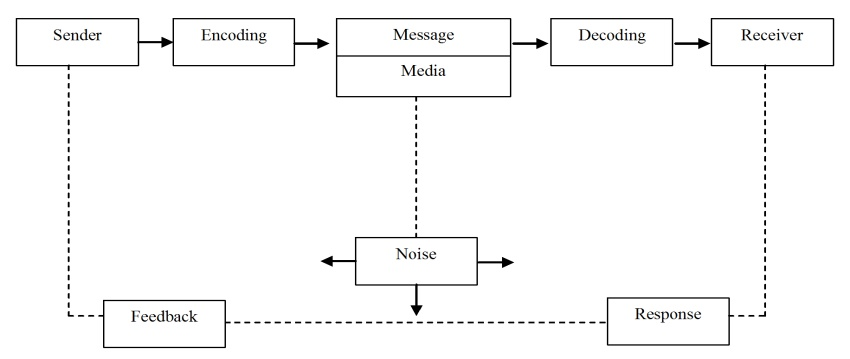 Sender
Encoding
Message
Media
Decoding
Receiver
Noise
Feedback
Response